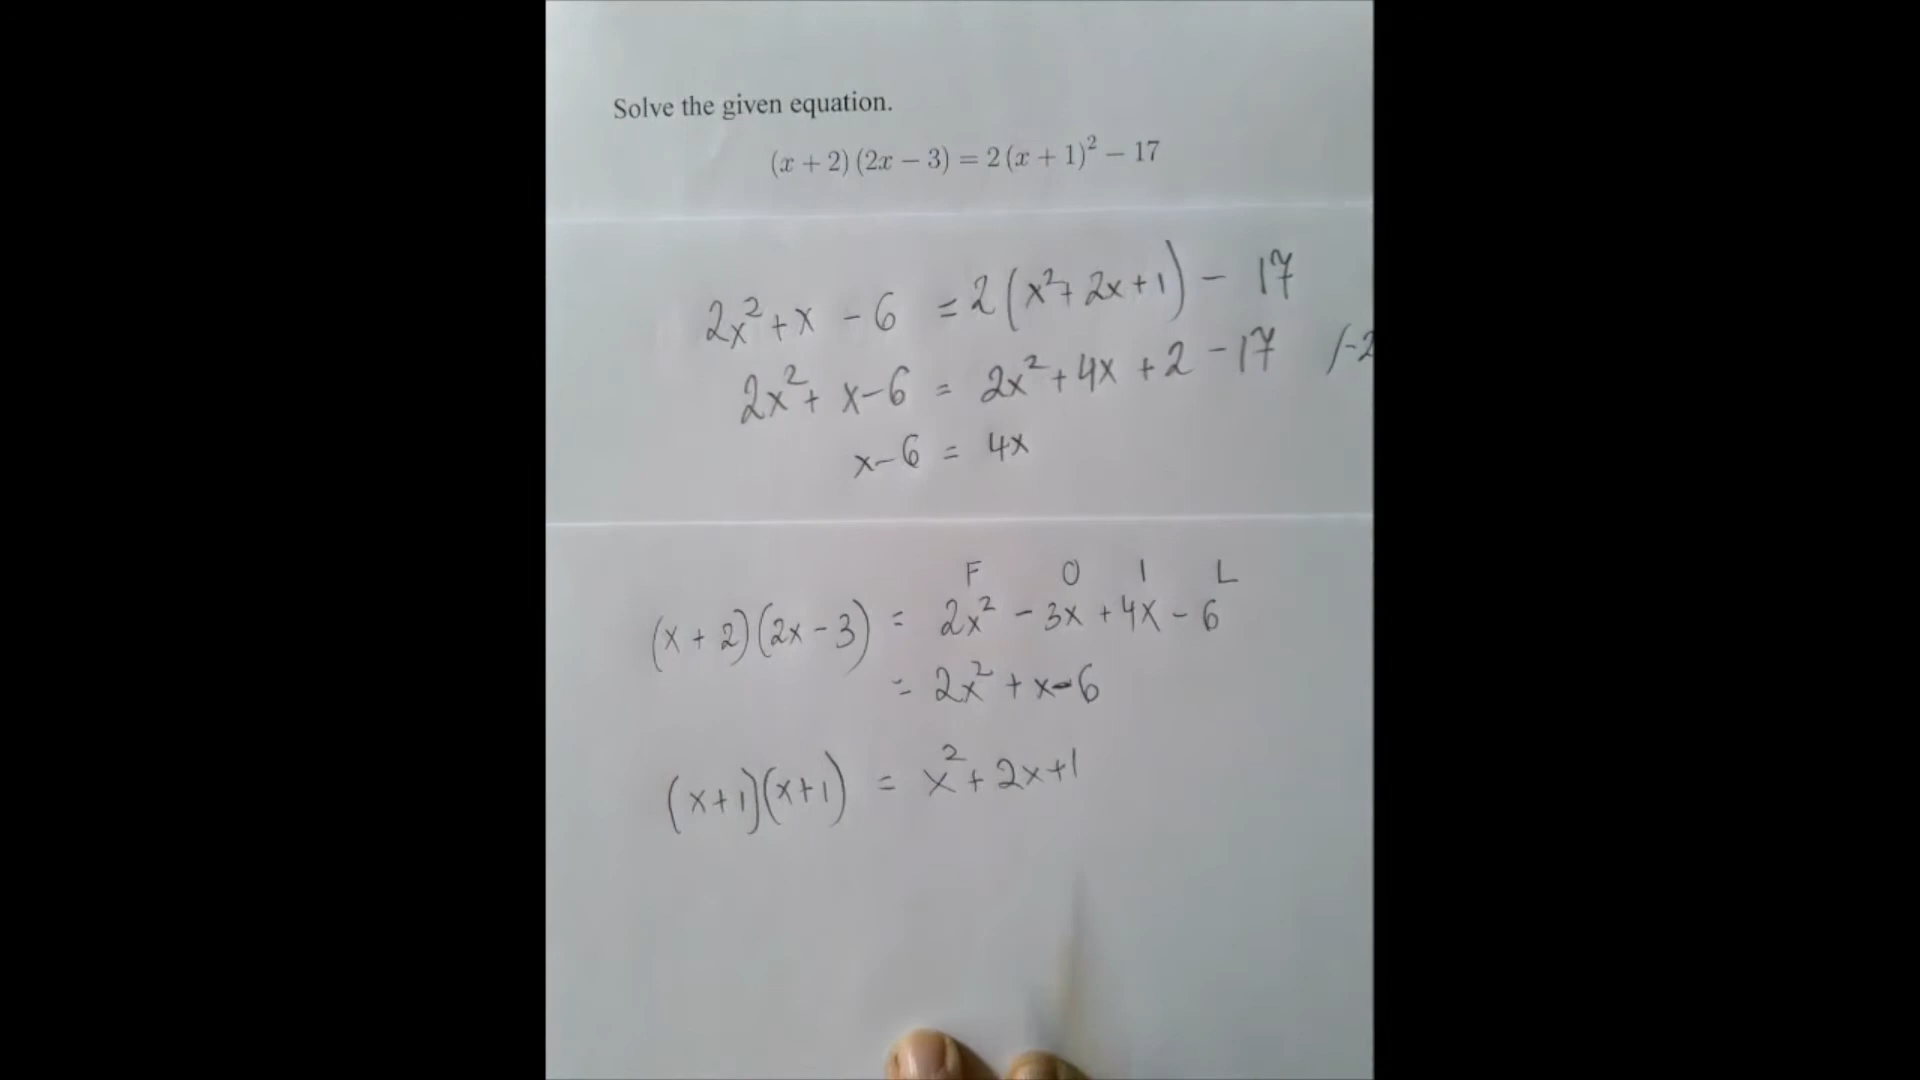 Solve the given equation.
(x + 2) (2x − 3) = 2 (x + 1)² − 17
2x² + x - 6 = 2(x² + 2x + 1) - 17
2x² + x - 6 = 2x² + 4x + 2 - 17 /-2
x - 6 = 4x
F O I L
(x + 2)(2x - 3) = 2x² - 3x + 4x - 6
= 2x² + x - 6
(x+1)(x+1) = x² + 2x + 1